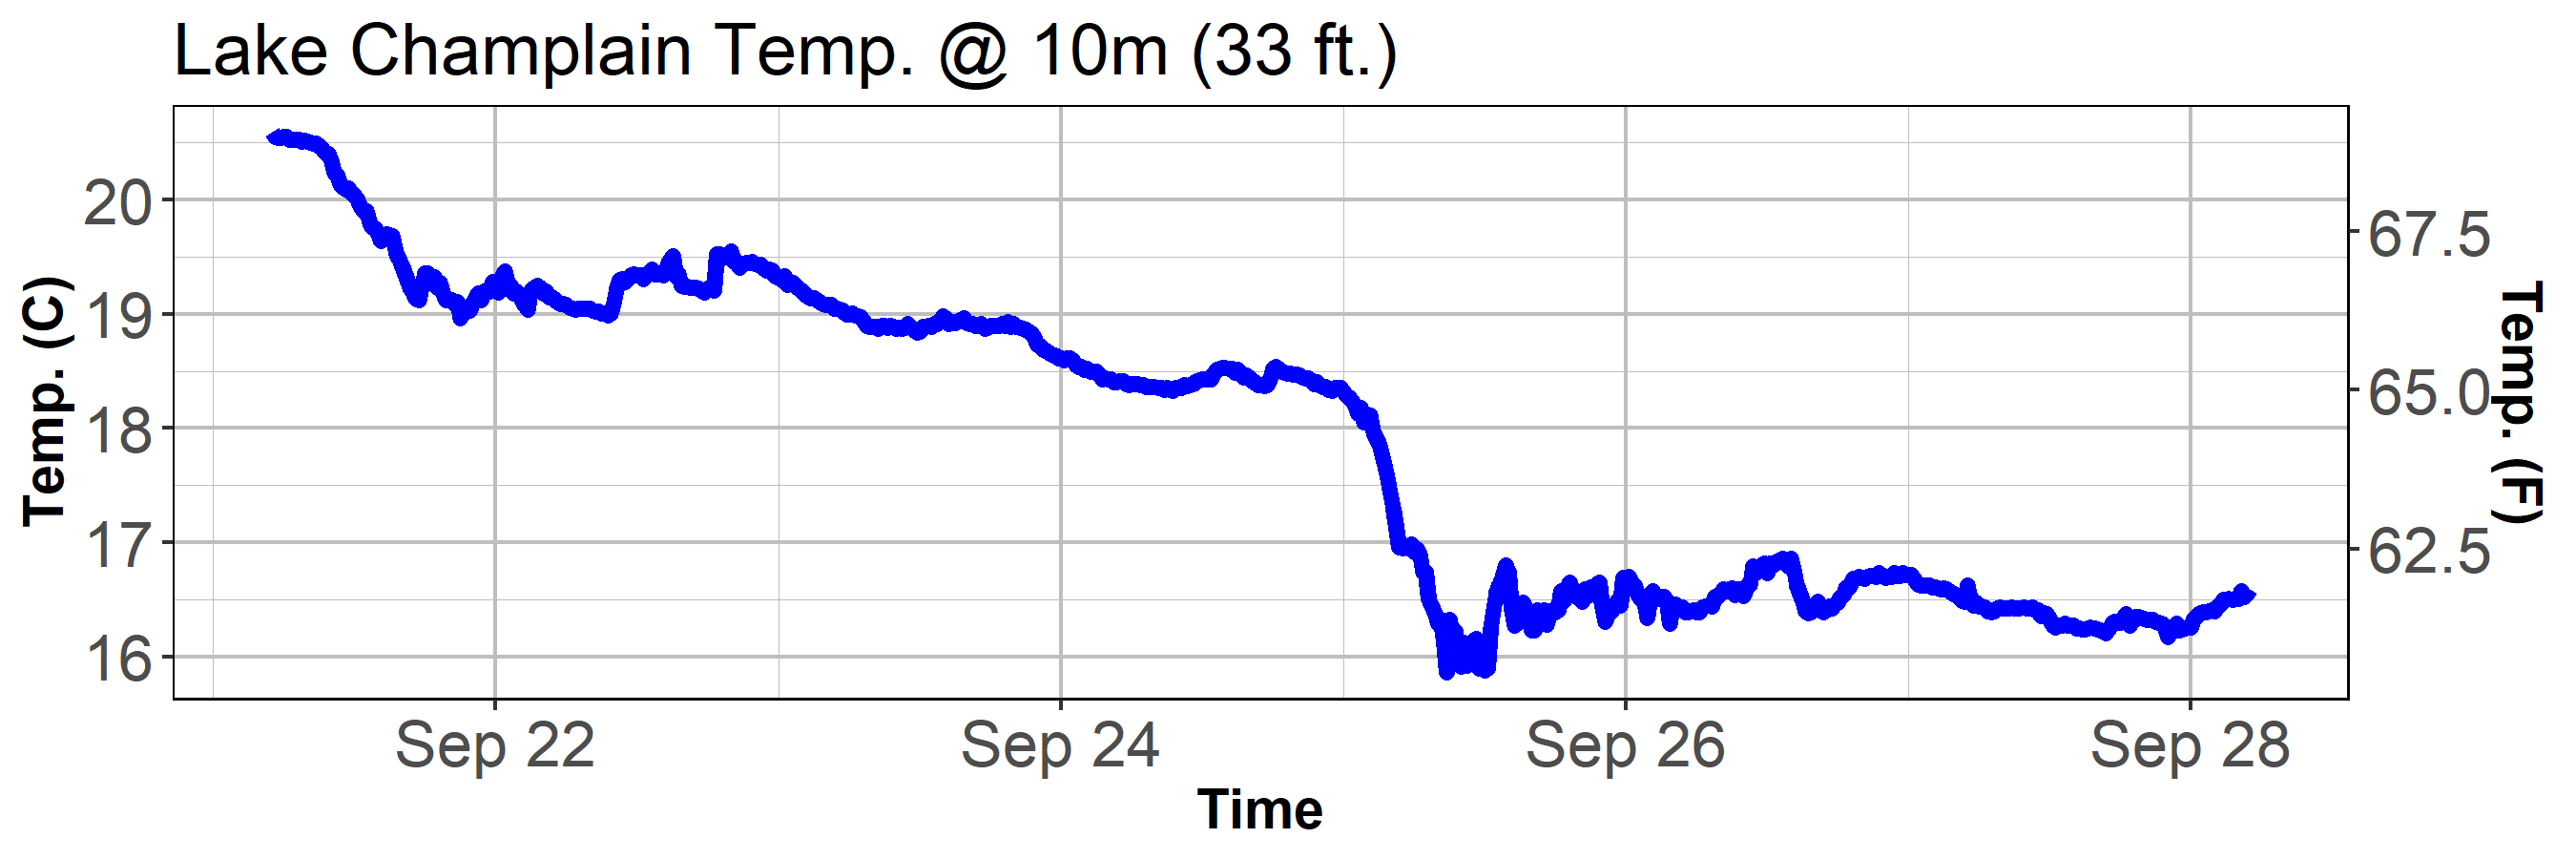 Lake Champlain Temp. @ 10m (33 ft.)
Temp. (C)
20
19
18
17
16
67.5
65.0
62.5
Temp. (F)
Sep 22
Sep 24
Sep 26
Sep 28
Time